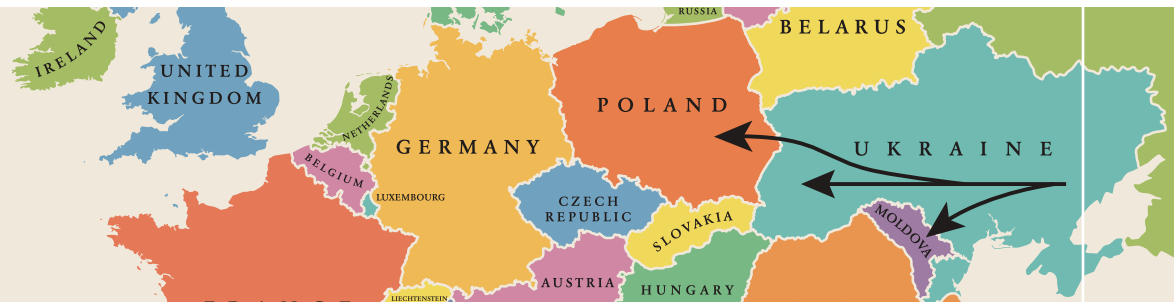 RUSSIA
BELARUS
IRELAND
UNITED
KINGDOM
NETHERLANDS
POLAND
GERMANY
UKRAINE
BELGIUM
LUXEMBOURG
CZECH
REPUBLIC
SLOVAKIA
MOLDOVA
AUSTRIA
HUNGARY
LIECHTENSTEIN